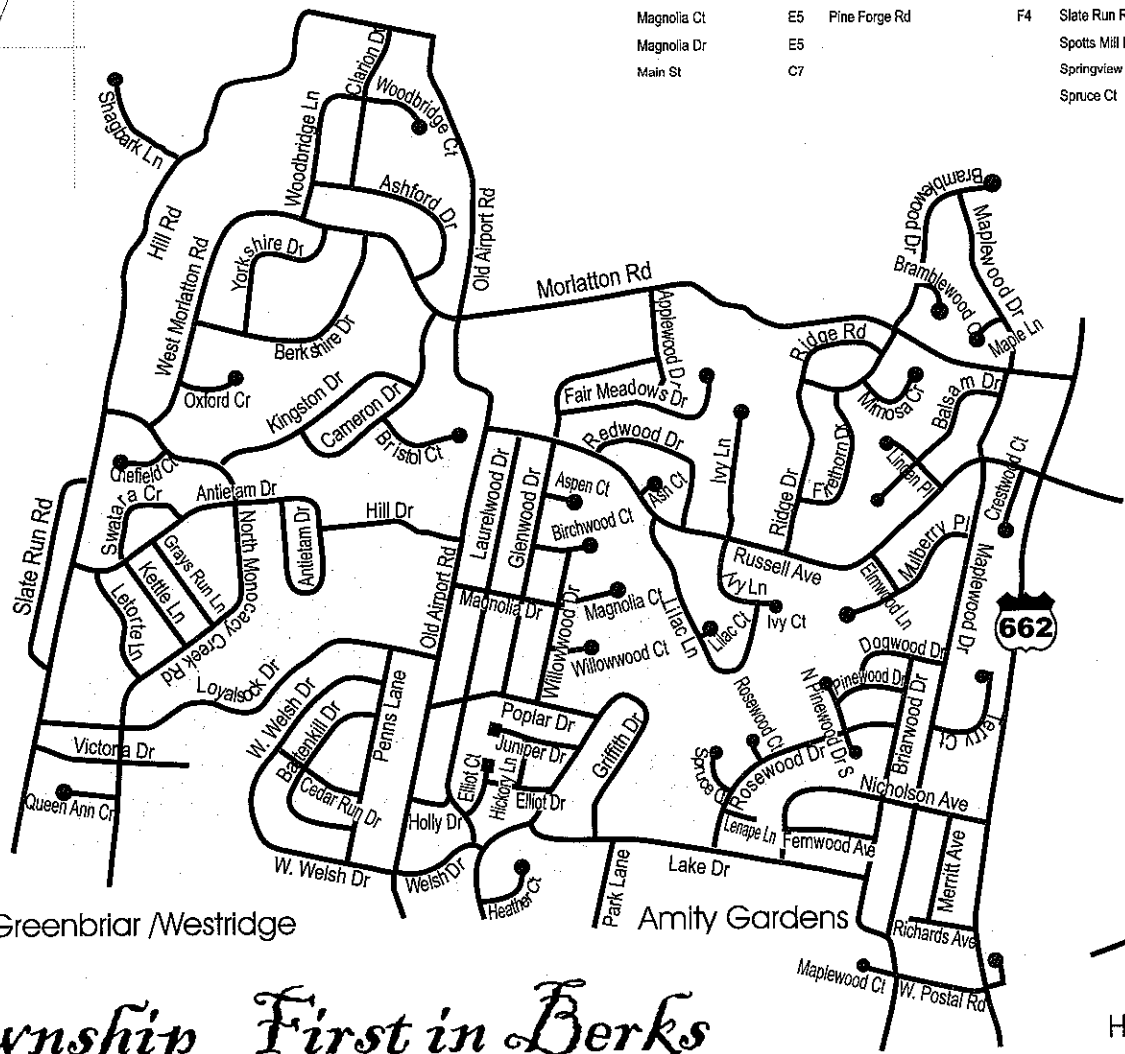 Magnolia Ct E5 Pine Forge Rd F4 Slate Run R
Magnolia Dr E5 Spotts Mill
Main St C7 Springview
Spruce Ct
Clarion Dr
Woodbridge Ct
Shagbark Ln
Woodbridge Ln
Ashford Dr
Bramblewood Dr
Maplewood Dr
Hill Rd
Old Airport Rd
Yorkshire Dr
West Morlatton Rd
Morlatton Rd
Bramblewood C
Applewood Dr
Maple Ln
Ridge Rd
Berkshire Dr
Oxford Cr
Kingston Dr
Cameron Dr
Bristol Ct
Fair Meadows Dr
Mimosa Cr
Balsam Dr
Redwood Dr
Ivy Ln
Linden Pl
Chefield Ct
Swatara Cr
Antietam Dr
Laurelwood Dr
Glenwood Dr
Aspen Ct
Ash Ct
Fyrethorn Dr
Ridge Dr
Crestwood Ct
Slate Run Rd
Grays Run Ln
North Monocacy Creek Rd
Antietam Dr
Hill Dr
Birchwood Ct
Russell Ave
Mulberry Pl
Elmwood Ln
Maplewood Dr
Kettle Ln
Letorte Ln
Old Airport Rd
Magnolia Dr
Magnolia Ct
Willowwood Dr
Willowwood Ct
Lilac Ln
Lilac Ct
Ivy Ln
Ivy Ct
662
Dogwood Dr
Pinewood Dr
N Pinewood Dr S
Briarwood Dr
Terry Ct
Loyalsock Dr
W. Welsh Dr
Battenkill Dr
Penns Lane
Poplar Dr
Juniper Dr
Griffith Dr
Rosewood Ct
Rosewood Dr
Spruce C
Victoria Dr
Queen Ann Cr
Cedar Run Dr
Elliot Ct
Hickory Ln
Elliot Dr
Holly Dr
Nicholson Ave
Lenape Ln
Fernwood Ave
Merritt Ave
W. Welsh Dr
Welsh Dr
Heather Ct
Park Lane
Lake Dr
Greenbriar /Westridge
Amity Gardens
Richards Ave
Maplewood Ct
W. Postal Rd
wnship First in Berks
H